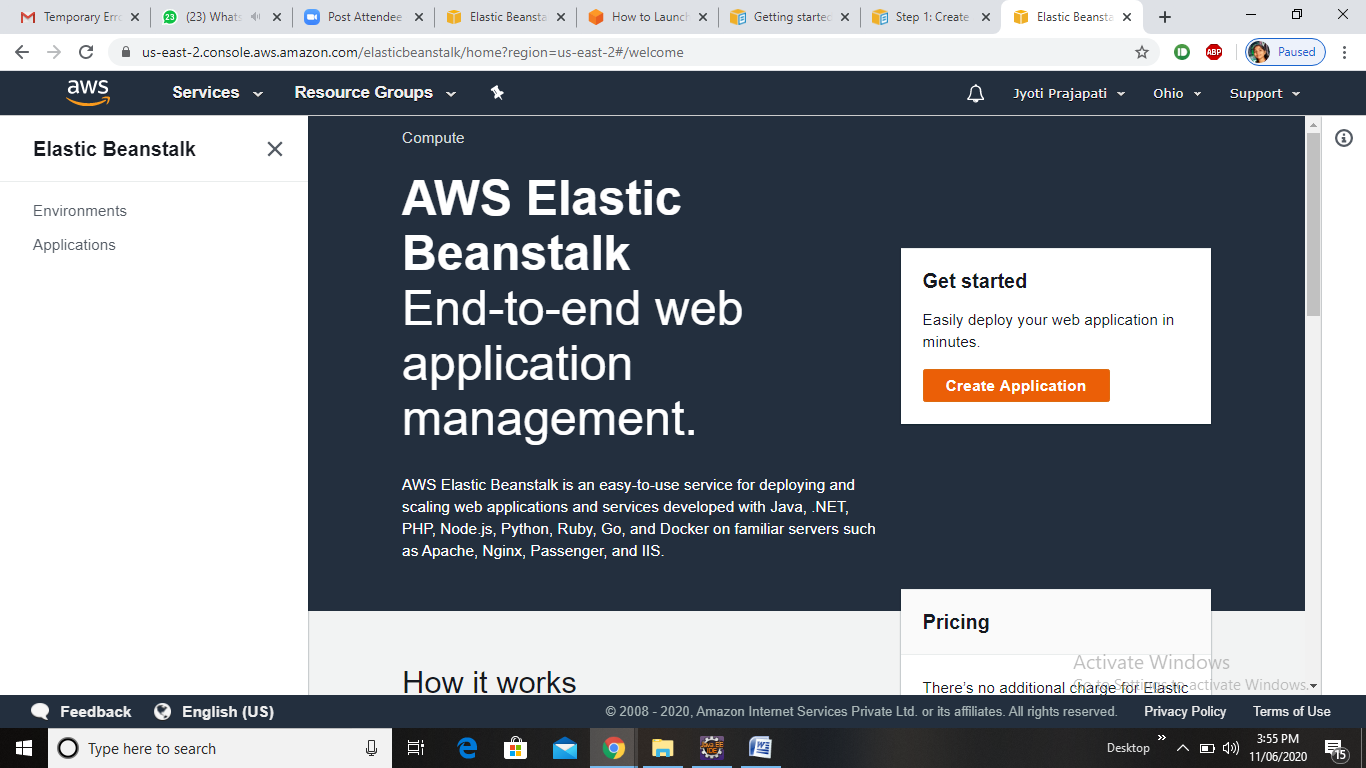 Temporary Erro
(23) Whats
Post Attendee
Elastic Beansta
How to Launch
Getting started
Step 1: Create
Elastic Beansta
us-east-2.console.aws.amazon.com/elasticbeanstalk/home?region=us-east-2#/welcome
ABP
Paused
aws
Services
Resource Groups
Jyoti Prajapati
Ohio
Support
Elastic Beanstalk
Environments
Applications
Compute
AWS Elastic
Beanstalk
End-to-end web
application
management.
AWS Elastic Beanstalk is an easy-to-use service for deploying and
scaling web applications and services developed with Java, .NET,
PHP, Node.js, Python, Ruby, Go, and Docker on familiar servers such
as Apache, Nginx, Passenger, and IIS.
Get started
Easily deploy your web application in
minutes.
Create Application
Pricing
There's no additional charge for Elastic
How it works
Activate Windows
Go to Settings to activate Windows.
Feedback
English (US)
© 2008 - 2020, Amazon Internet Services Private Ltd. or its affiliates. All rights reserved.
Privacy Policy
Terms of Use
Type here to search
Desktop
3:55 PM
11/06/2020
15